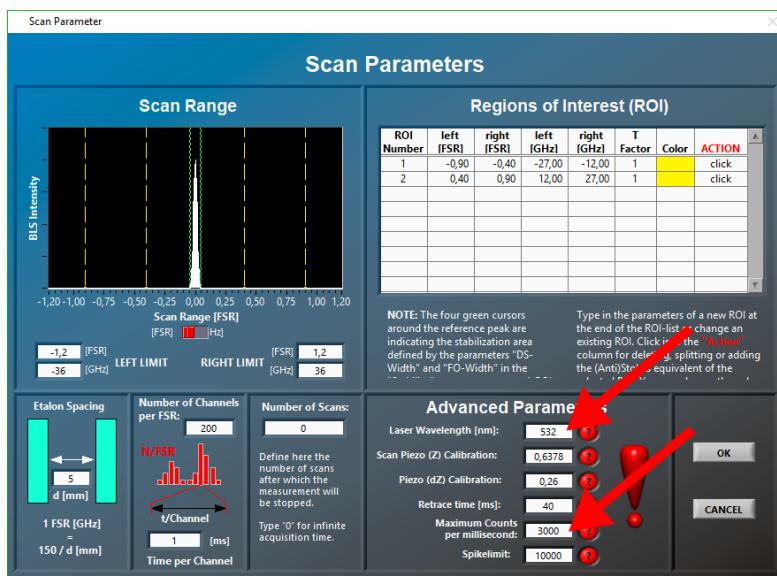 Scan Parameter
Scan Parameters
Scan Range
BLS Intensity
-1,20 -1,00 -0,75 -0,50 -0,25 0,00 0,25 0,50 0,75 1,00 1,20
Scan Range [FSR]
[FSR] [Hz]
-1,2 [FSR] LEFT LIMIT RIGHT LIMIT [FSR] 1,2
-36 [GHz] [GHz] 36
Regions of Interest (ROI)
ROI Number left [FSR] right [FSR] left [GHz] right [GHz] T Factor Color ACTION
1 -0,90 -0,40 -27,00 -12,00 1 click
2 0,40 0,90 12,00 27,00 1 click
NOTE: The four green cursors
around the reference peak are
indicating the stabilization area
defined by the parameters "DS-
Width" and "FO-Width" in the
Type in the parameters of a new ROI at
the end of the ROI-list change an
existing ROI. Click the "Action"
column for deleting, splitting or adding
the (Anti)Stokes equivalent of the
Etalon Spacing
5
d [mm]
1 FSR [GHz]
=
150 / d [mm]
Number of Channels
per FSR:
200
N/FSR
t/Channel
1 [ms]
Time per Channel
Number of Scans:
0
Define here the
number of scans
after which the
measurement will
be stopped.
Type "0" for infinite
acquisition time.
Advanced Parameters
Laser Wavelength [nm]: 532 ?
Scan Piezo (Z) Calibration: 0,6378 ?
Piezo (dZ) Calibration: 0,26 ?
Retrace time [ms]: 40
Maximum Counts
per millisecond: 3000 ?
Spikelimit: 10000 ?
!
OK
CANCEL